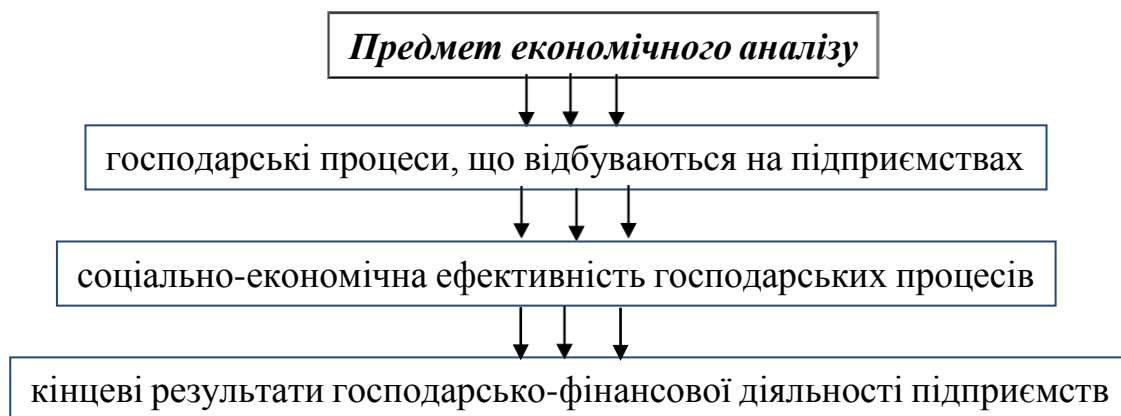 Предмет економічного аналізу
господарські процеси, що відбуваються на підприємствах
соціально-економічна ефективність господарських процесів
кінцеві результати господарсько-фінансової діяльності підприємств